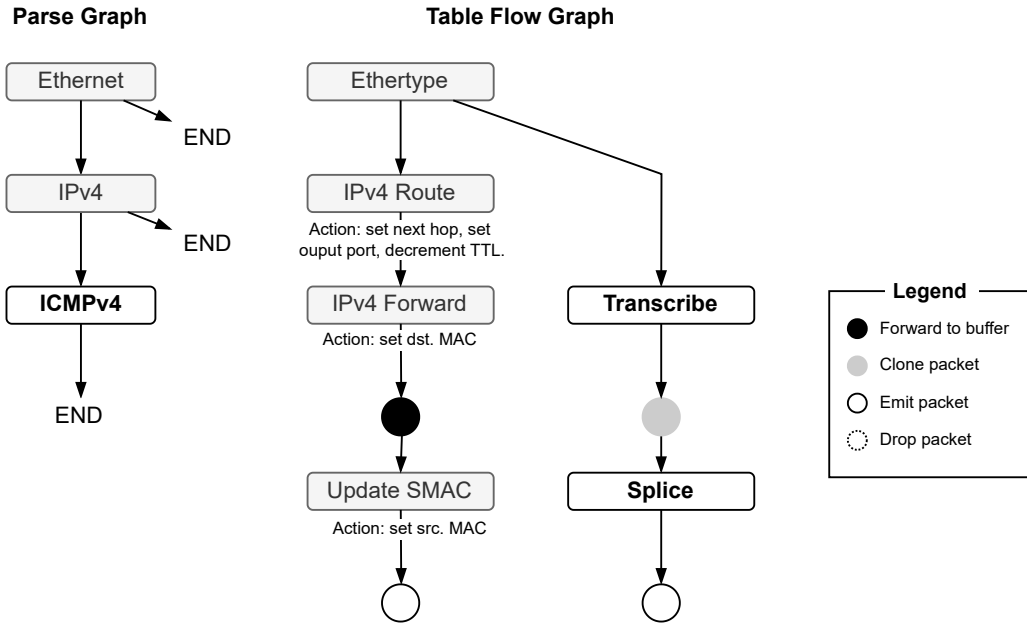 Parse Graph
Table Flow Graph
Ethernet
END
IPv4
END
ICMPv4
END
Ethertype
IPv4 Route
Action: set next hop, set
ouput port, decrement TTL.
IPv4 Forward
Action: set dst. MAC
Update SMAC
Action: set src. MAC
Transcribe
Splice
Legend
Forward to buffer
Clone packet
Emit packet
Drop packet